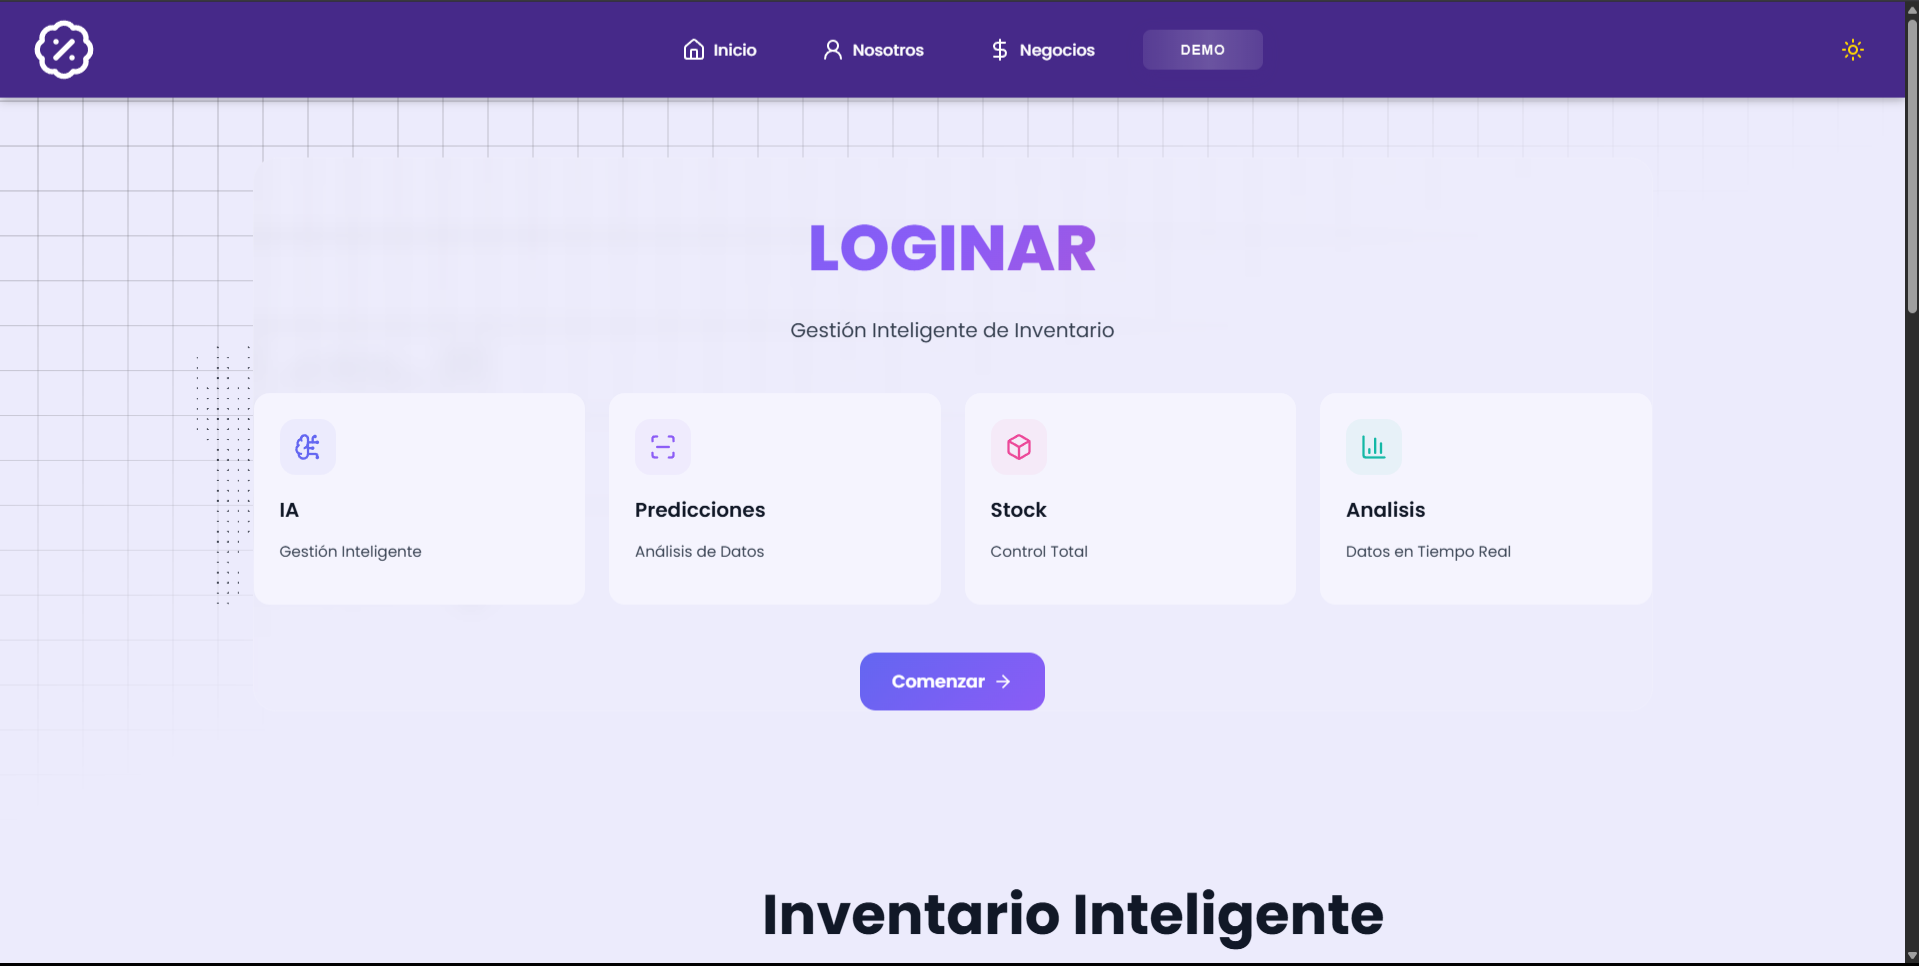 Inicio
Nosotros
Negocios
DEMO
LOGINAR
Gestión Inteligente de Inventario
IA
Gestión Inteligente
Predicciones
Análisis de Datos
Stock
Control Total
Analisis
Datos en Tiempo Real
Comenzar
Inventario Inteligente